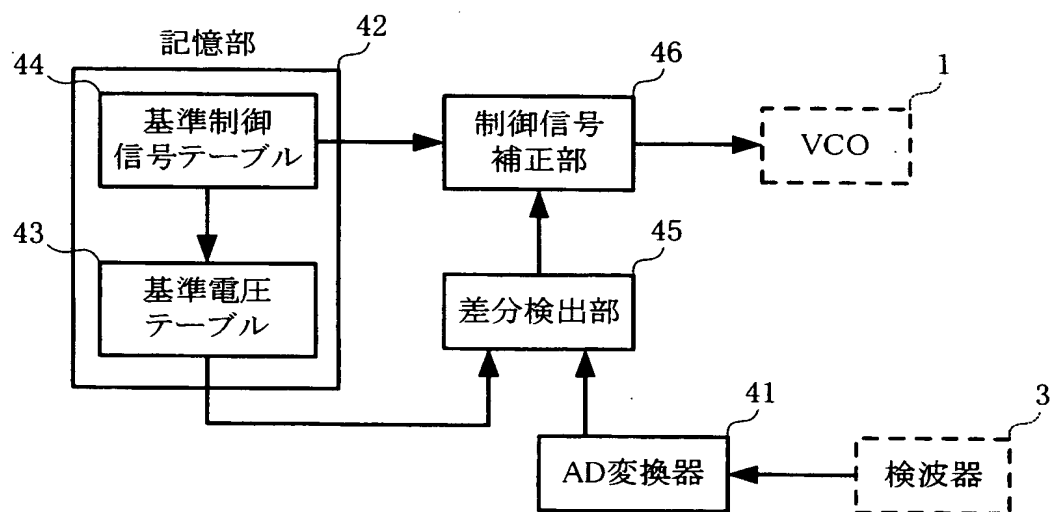 記憶部
42
44
基準制御
信号テーブル
46
制御信号
補正部
1
VCO
43
基準電圧
テーブル
45
差分検出部
41
AD変換器
3
検波器